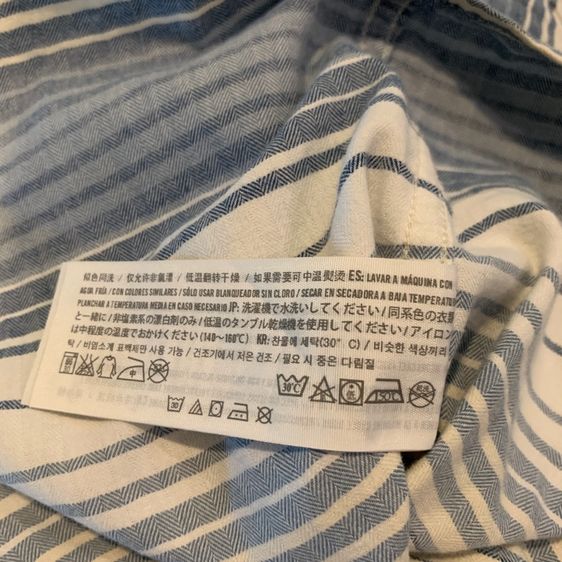 棕色同洗 / 仅允许非氯漂 / 低温翻转干燥 / 如果需要可中温熨烫 ES: LAVAR A MÁQUINA CON
AGUA FRÍA / CON COLORES SIMILARES / SÓLO USAR BLANQUEADOR SIN CLORO / SECAR EN SECADORA A BAJA TEMPERATURA
PLANCHAR A TEMPERATURA MEDIA EN CASO NECESARIO JP: 洗濯機で水洗いしてください / 同系色の衣類
と一緒に / 非塩素系の漂白剤のみ / 低温のタンブル乾燥機を使用してください / アイロン
は中程度の温度でおかけください (140~160℃) KR: 찬물에 세탁(30° C) / 비슷한 색상끼리
/ 비염소계 표백제만 사용 가능 / 건조기에서 저온 건조 / 필요 시 중온 다림질
30℃ 150℃
30